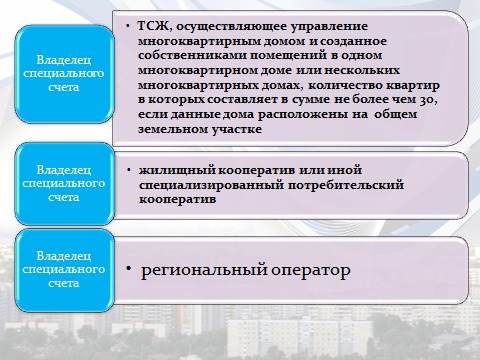 Владелец
специального
счета
• ТСЖ, осуществляющее управление
многоквартирным домом и созданное
собственниками помещений в одном
многоквартирном доме или нескольких
многоквартирных домах, количество квартир
в которых составляет в сумме не более чем 30,
если данные дома расположены на общем
земельном участке
Владелец
специального
счета
• жилищный кооператив или иной
специализированный потребительский
кооператив
Владелец
специального
счета
• региональный оператор